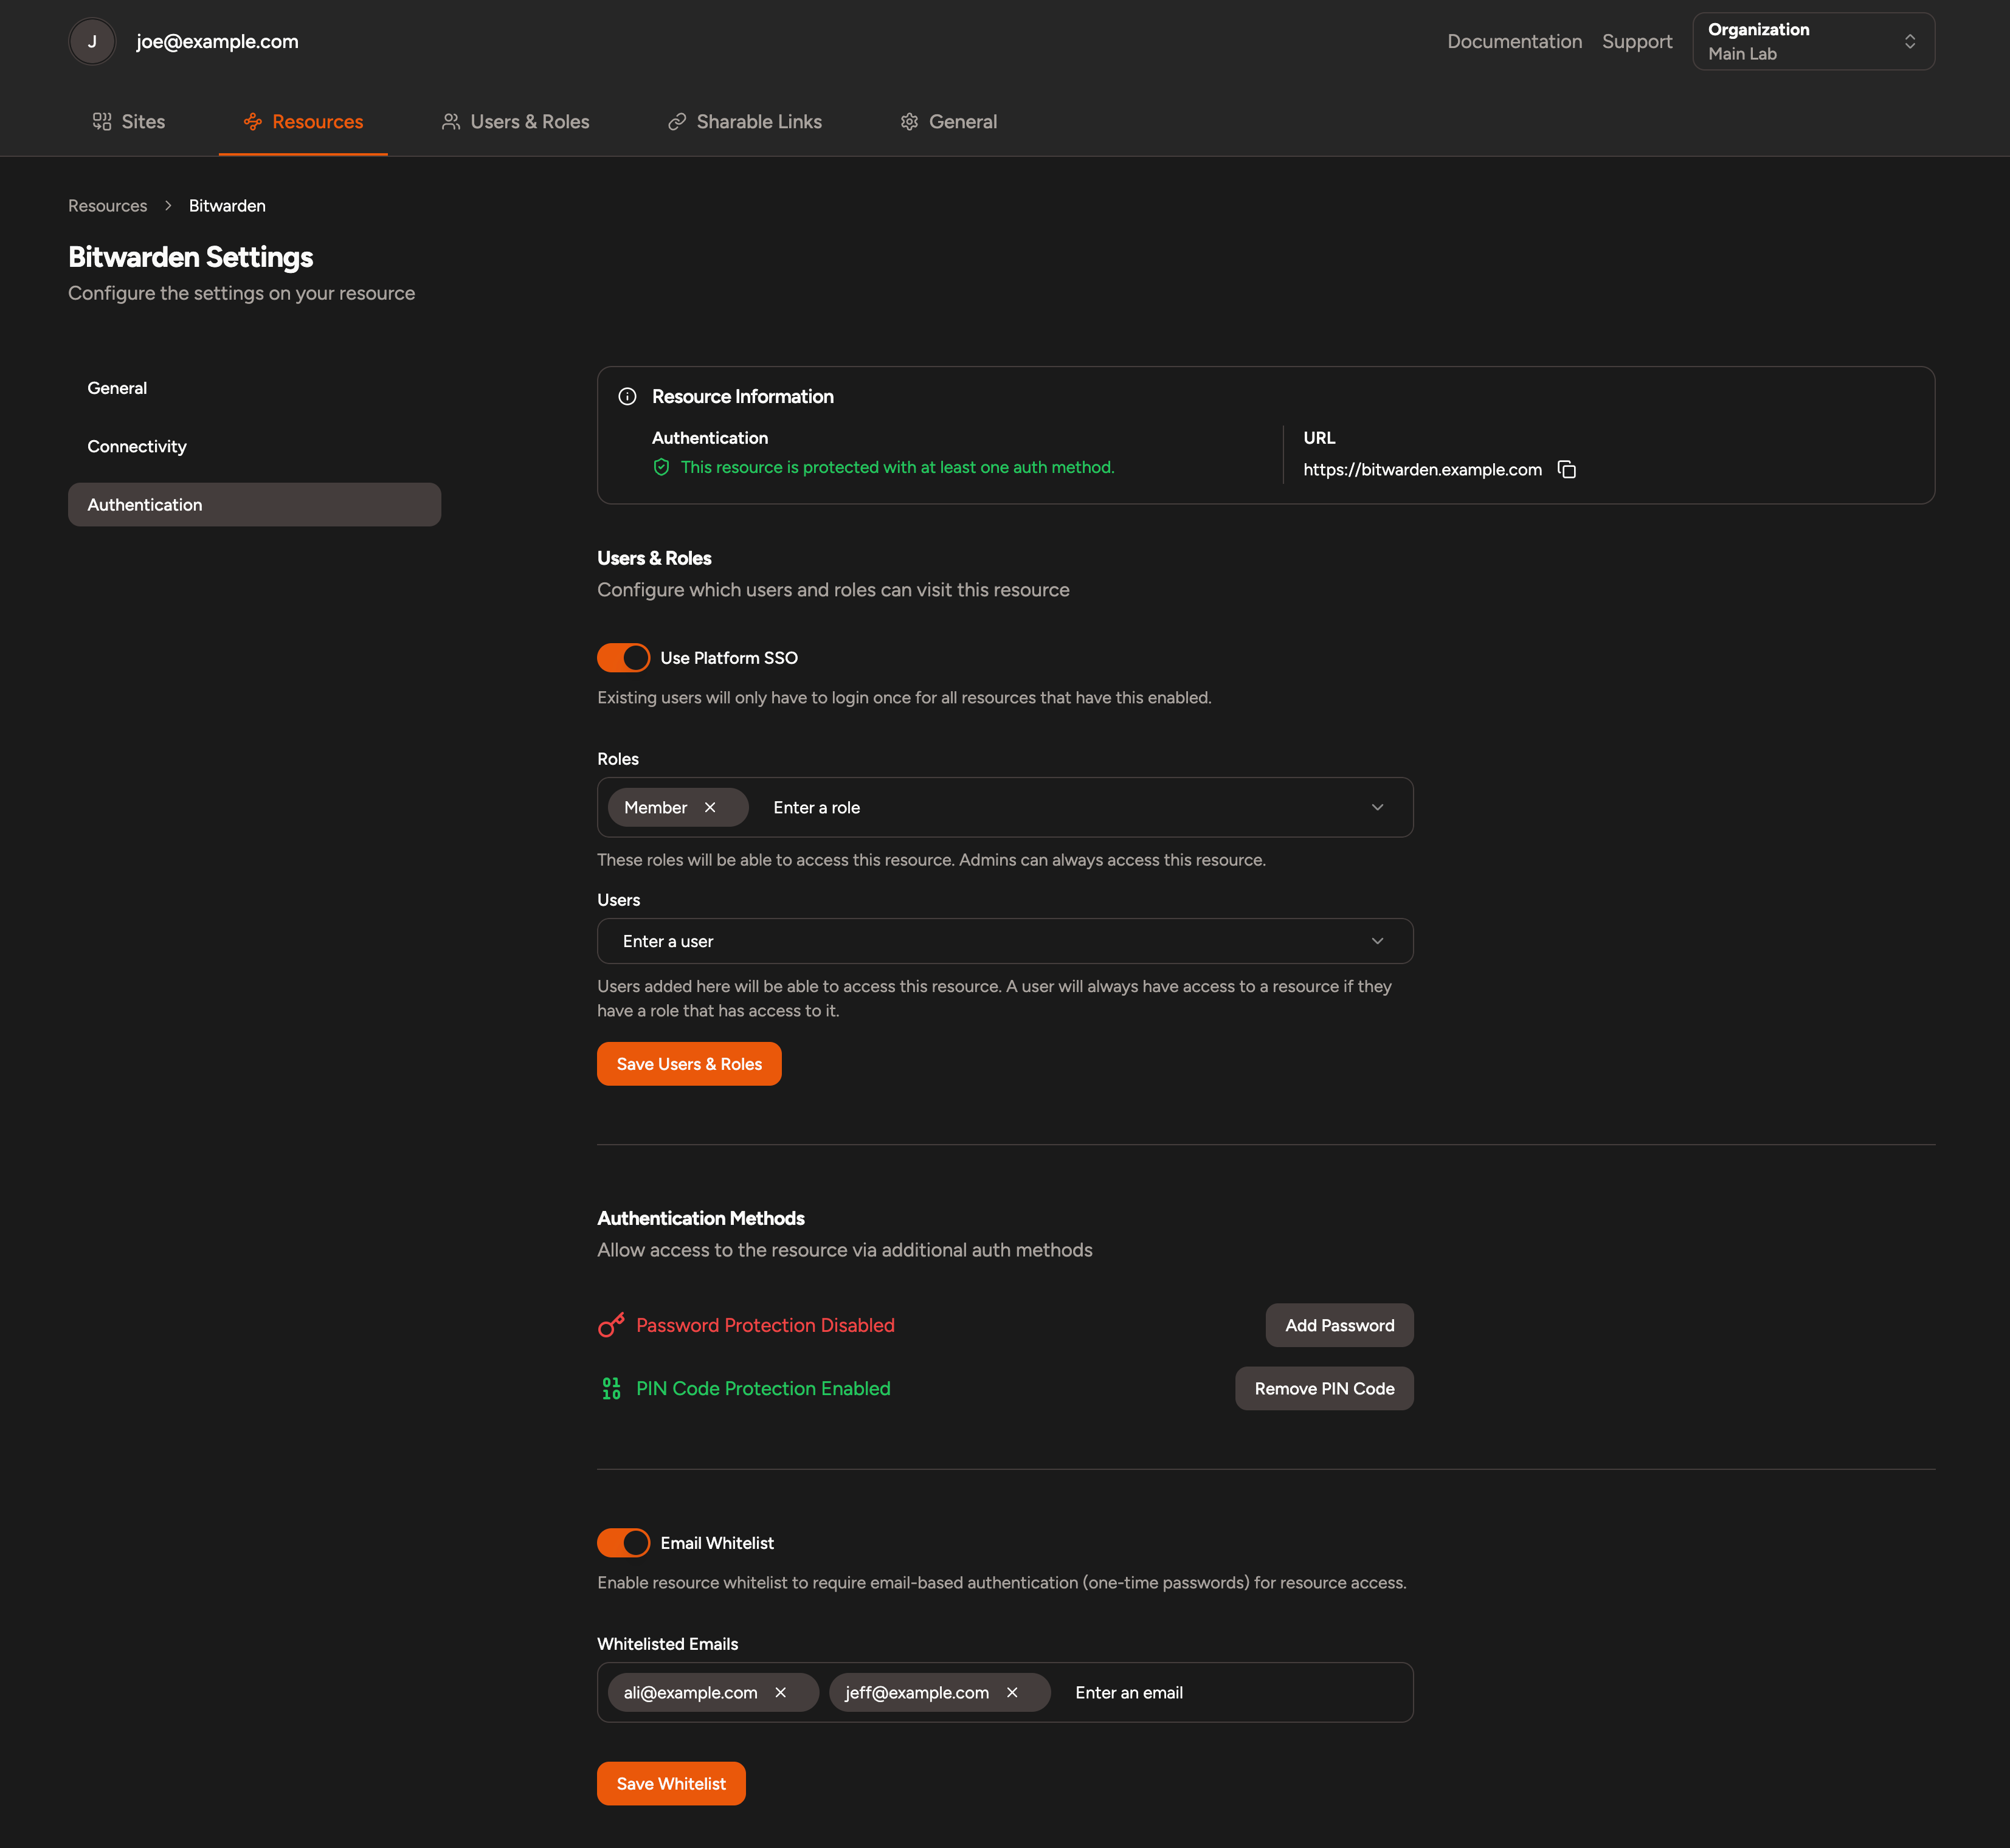 J
joe@example.com
Documentation
Support
Organization
Main Lab
Sites
Resources
Users & Roles
Sharable Links
General
Resources
Bitwarden
Bitwarden Settings
Configure the settings on your resource
General
Connectivity
Authentication
Resource Information
Authentication
This resource is protected with at least one auth method.
URL
https://bitwarden.example.com
Users & Roles
Configure which users and roles can visit this resource
Use Platform SSO
Existing users will only have to login once for all resources that have this enabled.
Roles
Member
Enter a role
These roles will be able to access this resource. Admins can always access this resource.
Users
Enter a user
Users added here will be able to access this resource. A user will always have access to a resource if they
have a role that has access to it.
Save Users & Roles
Authentication Methods
Allow access to the resource via additional auth methods
Password Protection Disabled
Add Password
PIN Code Protection Enabled
Remove PIN Code
Email Whitelist
Enable resource whitelist to require email-based authentication (one-time passwords) for resource access.
Whitelisted Emails
ali@example.com
jeff@example.com
Enter an email
Save Whitelist